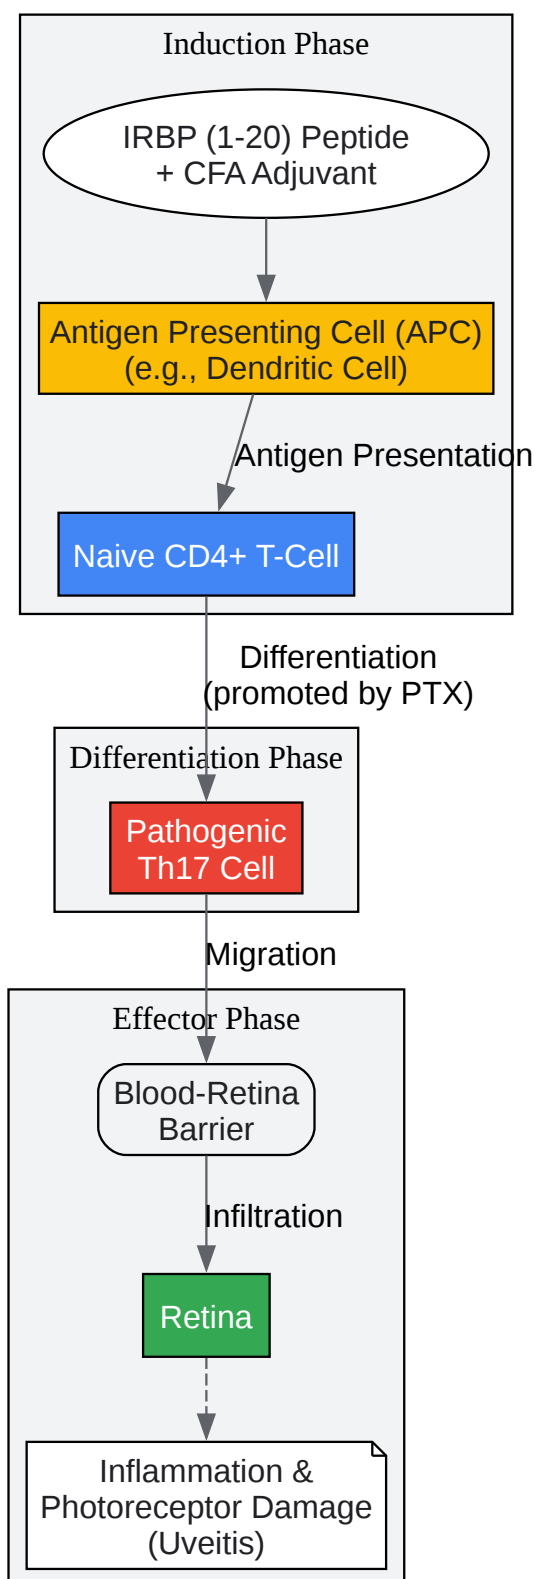 Induction Phase
IRBP (1-20) Peptide
+ CFA Adjuvant
Antigen Presenting Cell (APC)
(e.g., Dendritic Cell)
Antigen Presentation
Naive CD4+ T-Cell
Differentiation
(promoted by PTX)
Differentiation Phase
Pathogenic
Th17 Cell
Migration
Effector Phase
Blood-Retina
Barrier
Infiltration
Retina
Inflammation &
Photoreceptor Damage
(Uveitis)